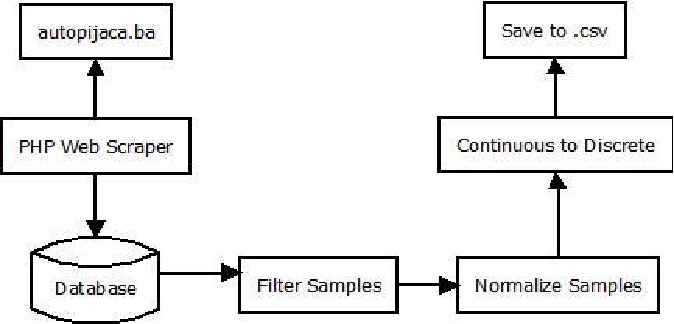 autopijaca.ba
Save to .csv
PHP Web Scraper
Continuous to Discrete
Database
Filter Samples
Normalize Samples